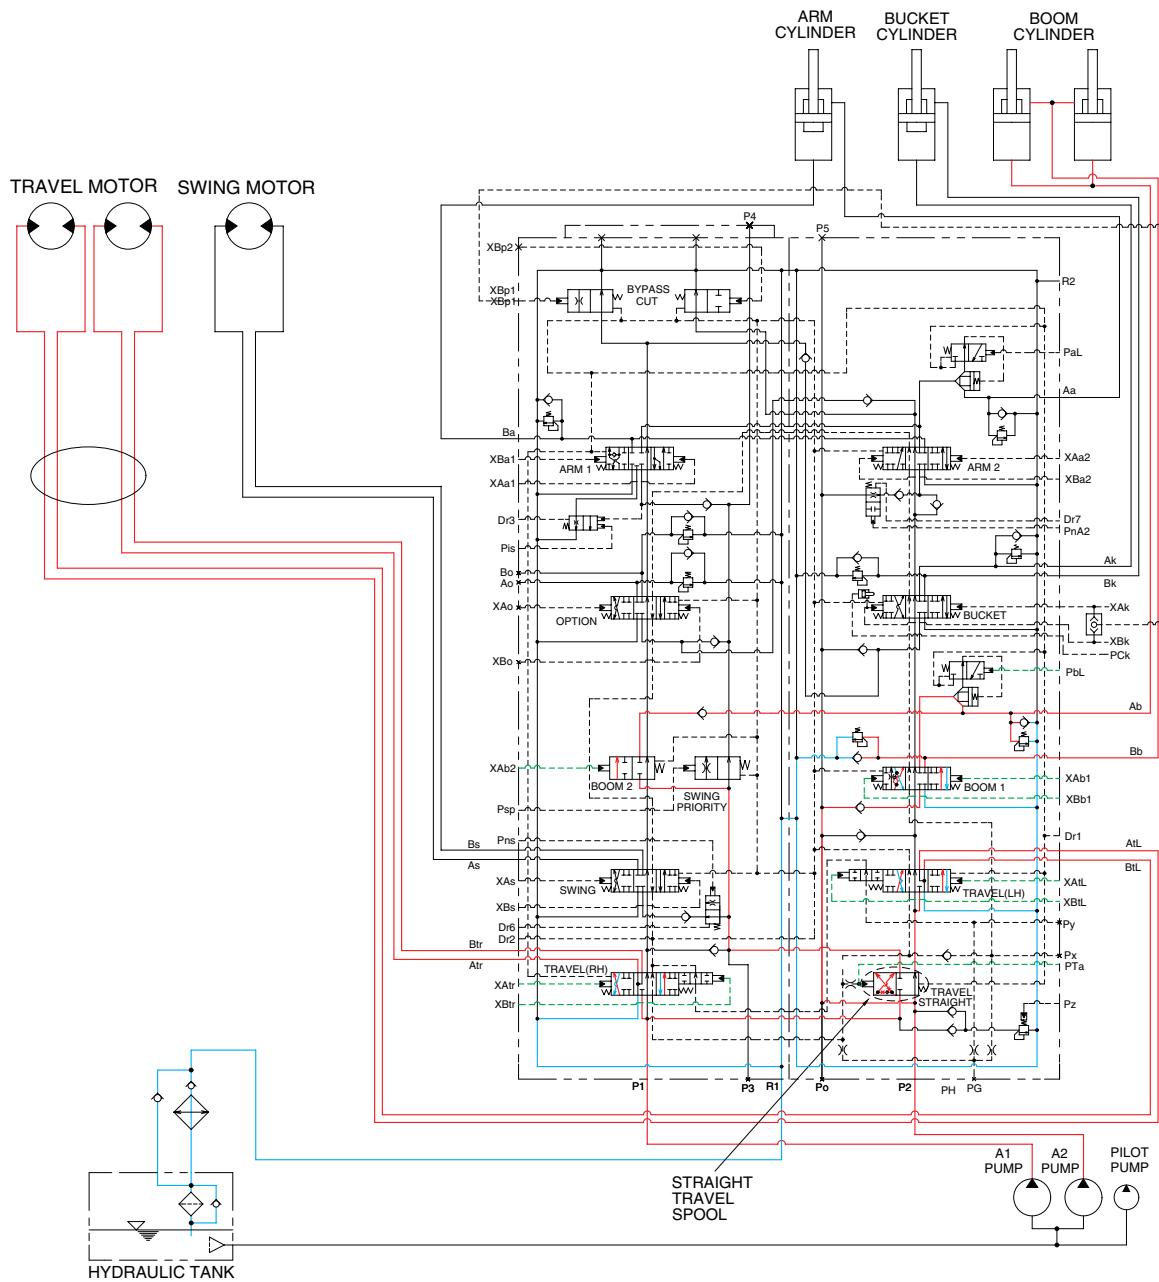 ARM
CYLINDER
BUCKET
CYLINDER
BOOM
CYLINDER
TRAVEL MOTOR
SWING MOTOR
P4
P5
XBp2
XBp1
XBp1
BYPASS
CUT
R2
PaL
Aa
Ba
XBa1
XAa1
ARM 1
ARM 2
XAa2
XBa2
Dr3
Pis
Dr7
PnA2
Bo
Ao
Ak
Bk
XAo
OPTION
BUCKET
XAk
XBk
PCk
XBo
PbL
Ab
Bb
XAb2
BOOM 2
SWING
PRIORITY
BOOM 1
XAb1
XBb1
Psp
Pns
Dr1
Bs
As
AtL
BtL
XAs
SWING
XBs
TRAVEL(LH)
XAtL
XBtL
Dr6
Dr2
Py
Btr
Atr
Px
PTa
TRAVEL(RH)
XAtr
XBtr
TRAVEL
STRAIGHT
Pz
P1
P3
R1
Po
P2
PH
PG
STRAIGHT
TRAVEL
SPOOL
A1
PUMP
A2
PUMP
PILOT
PUMP
HYDRAULIC TANK